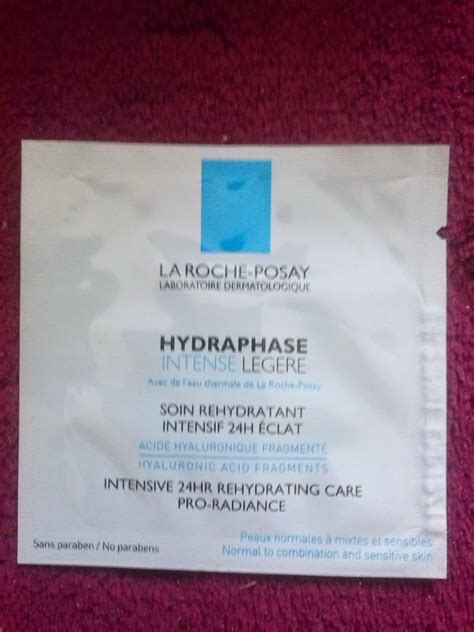 LA ROCHE-POSAY
LABORATOIRE DERMATOLOGIQUE
HYDRAPHASE
INTENSE LEGERE
Avec de l'eau thermale de La Roche-Posay
SOIN REHYDRATANT
INTENSIF 24H ÉCLAT
ACIDE HYALURONIQUE FRAGMENTÉ
HYALURONIC ACID FRAGMENTS
INTENSIVE 24HR REHYDRATING CARE
PRO-RADIANCE
Peaux normales à mixtes et sensibles
Normal to combination and sensitive skin
Sans paraben / No parabens